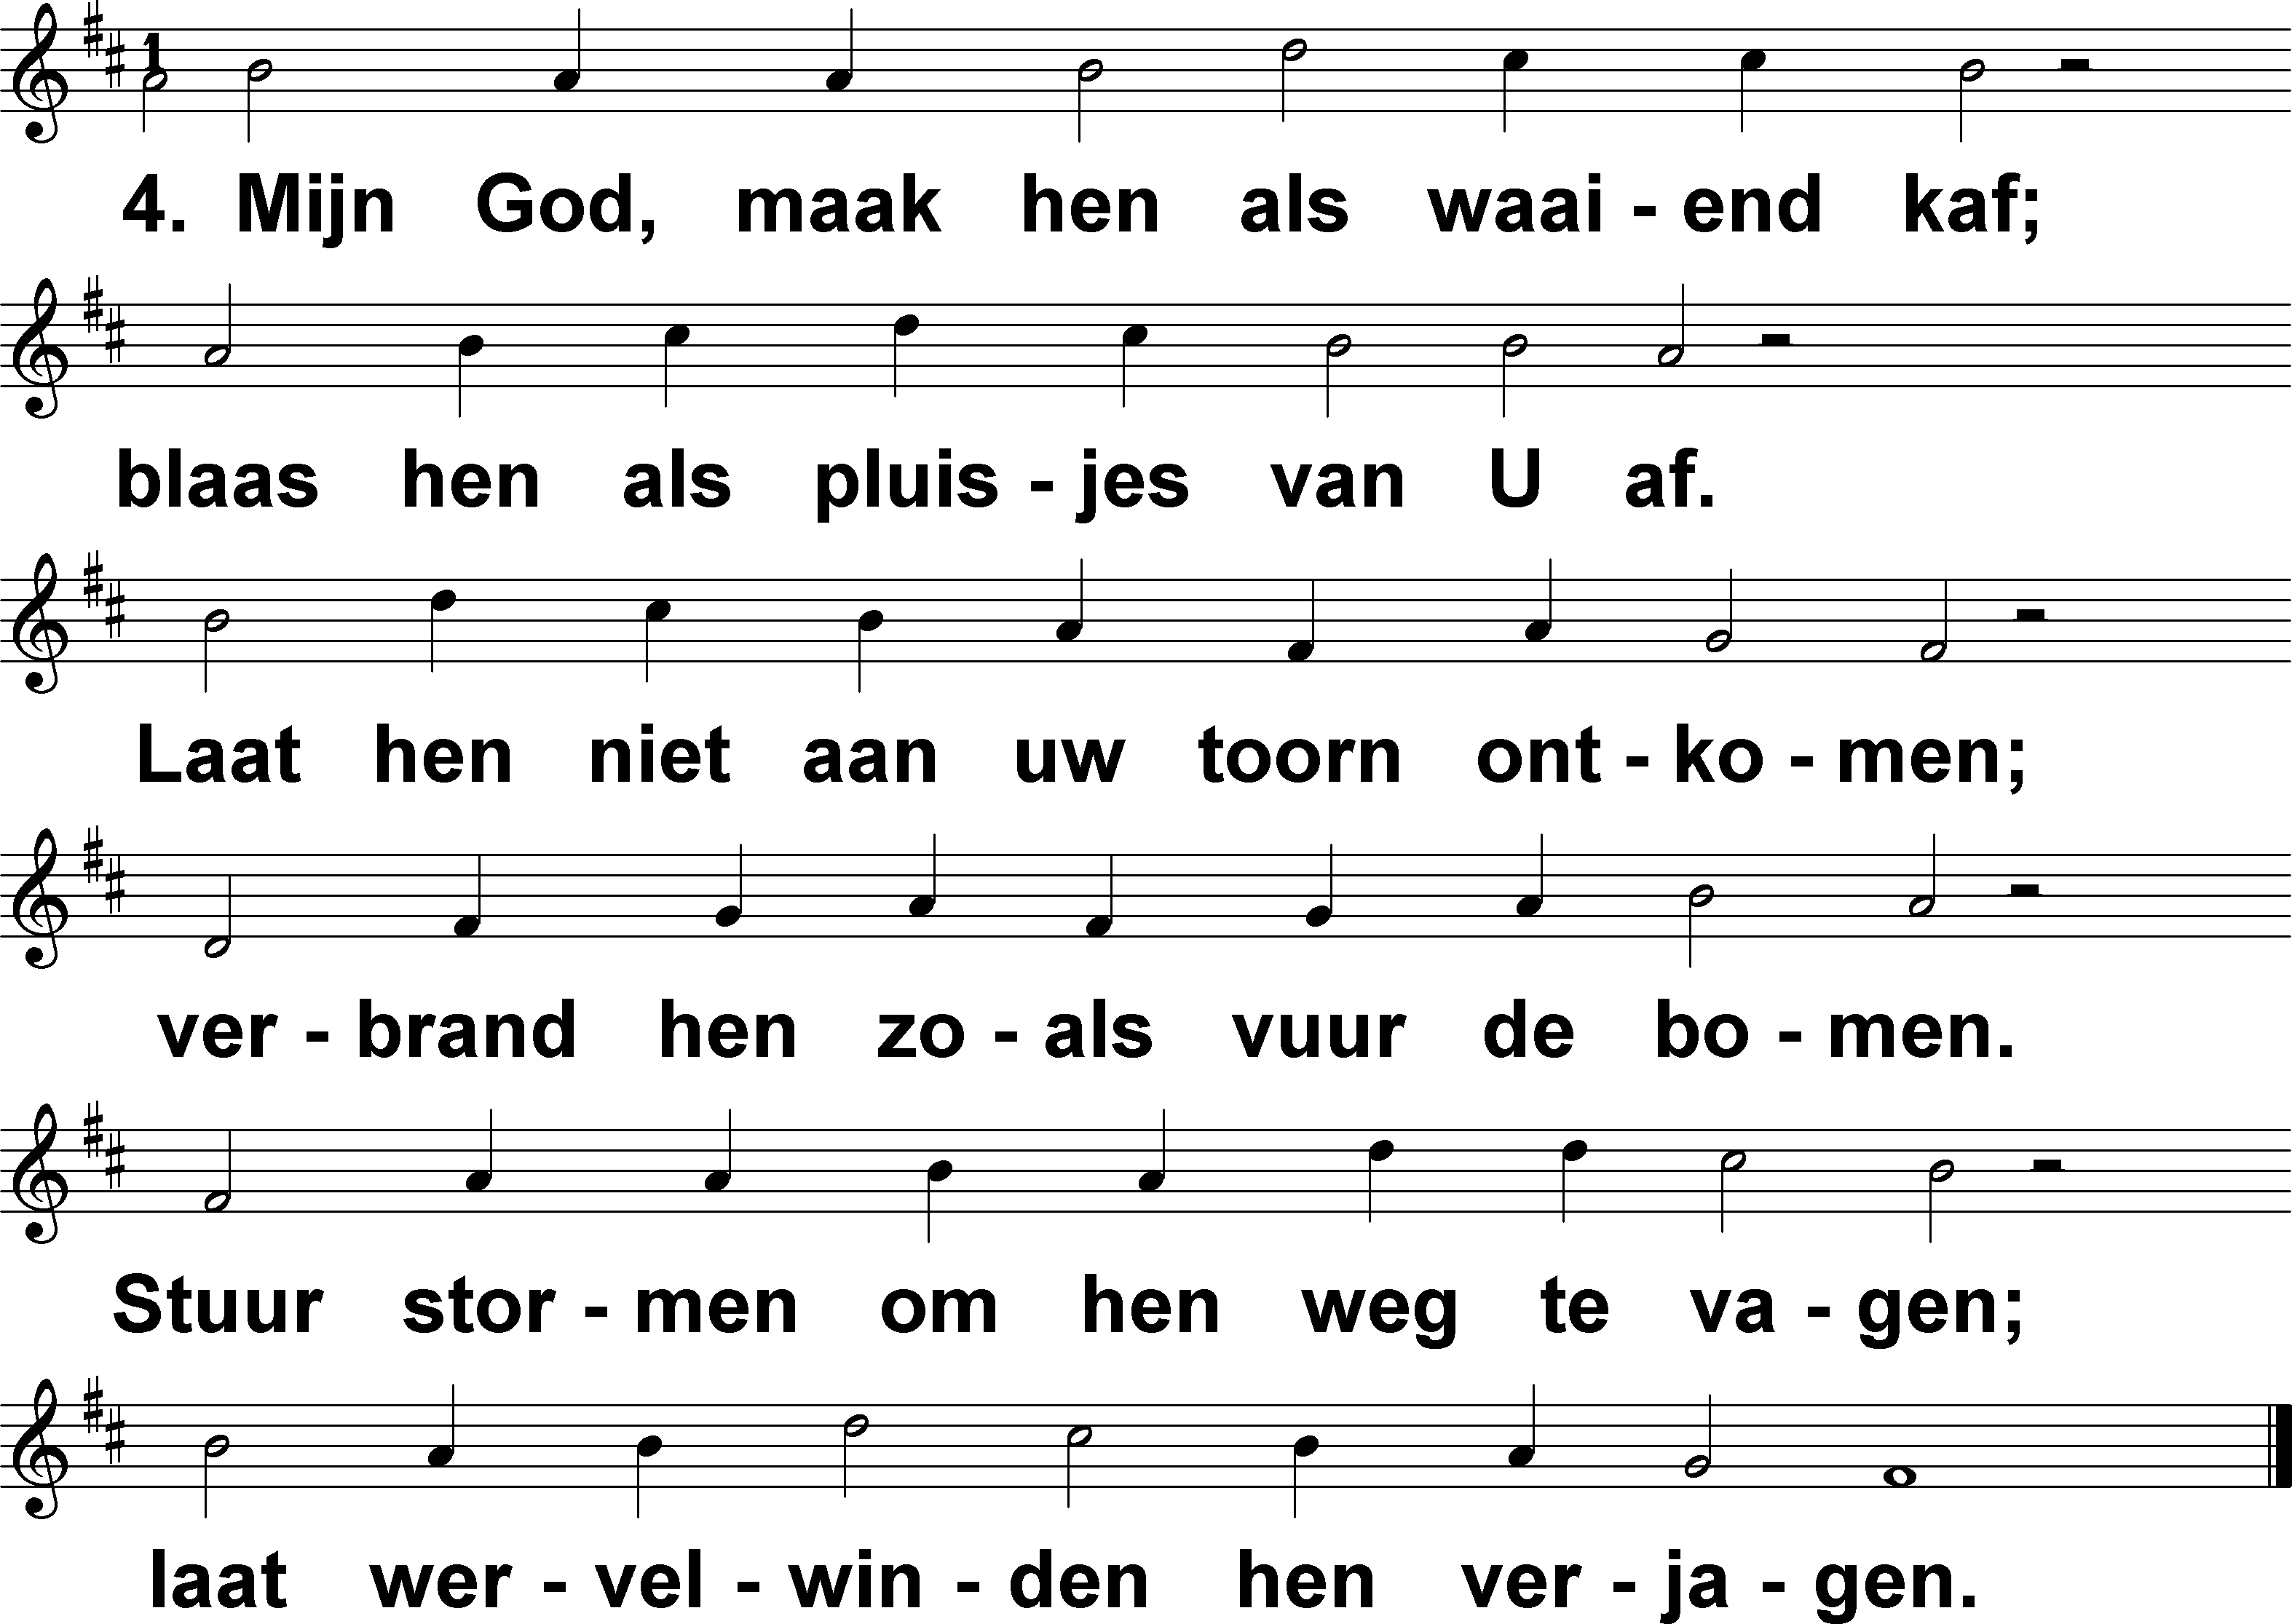 1
4. Mijn God, maak hen als waai - end kaf;
blaas hen als pluis - jes van U af.
Laat hen niet aan uw toorn ont - ko - men;
ver - brand hen zo - als vuur de bo - men.
Stuur stor - men om hen weg te va - gen;
laat wer - vel - win - den hen ver - ja - gen.